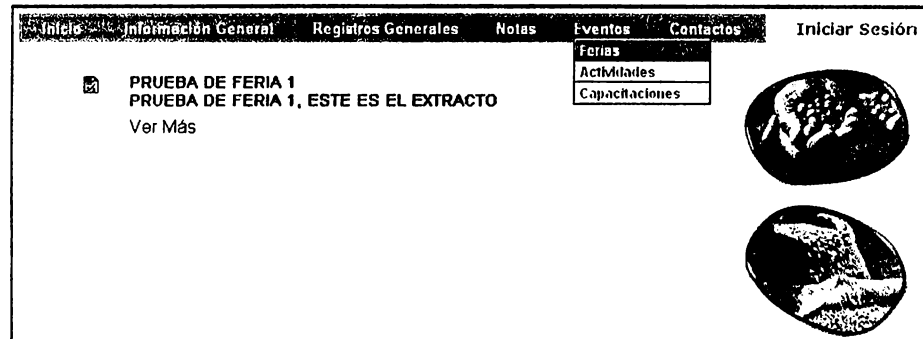 Inicio Información General Registros Generales Notas Eventos Contactos Iniciar Sesión
Ferias
Actividades
Capacitaciones
PRUEBA DE FERIA 1
PRUEBA DE FERIA 1, ESTE ES EL EXTRACTO
Ver Más